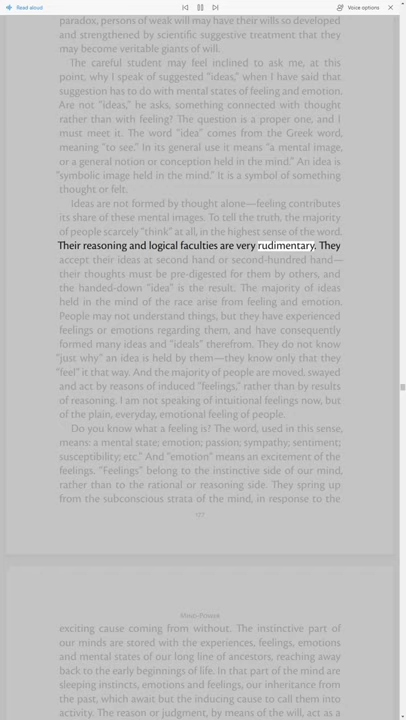 Read aloud
Voice options
paradox, persons of weak will may have their wills so developed
and strengthened by scientific suggestive treatment that they
may become veritable giants of will.
The careful student may feel inclined to ask me, at this
point, why I speak of suggested "ideas," when I have said that
suggestion has to do with mental states of feeling and emotion.
Are not "ideas," he asks, something connected with thought
rather than with feeling? The question is a proper one, and I
must meet it. The word "idea" comes from the Greek word,
meaning "to see." In its general use it means "a mental image,
or a general notion or conception held in the mind." An idea is
"symbolic image held in the mind." It is a symbol of something
thought or felt.
Ideas are not formed by thought alone—feeling contributes
its share of these mental images. To tell the truth, the majority
of people scarcely "think" at all, in the highest sense of the word.
Their reasoning and logical faculties are very rudimentary. They
accept their ideas at second hand or second-hundred hand—
their thoughts must be pre-digested for them by others, and
the handed-down "idea" is the result. The majority of ideas
held in the mind of the race arise from feeling and emotion.
People may not understand things, but they have experienced
feelings or emotions regarding them, and have consequently
formed many ideas and "ideals" therefrom. They do not know
"just why" an idea is held by them—they know only that they
"feel" it that way. And the majority of people are moved, swayed
and act by reasons of induced "feelings," rather than by results
of reasoning. I am not speaking of intuitional feelings now, but
of the plain, everyday, emotional feeling of people.
Do you know what a feeling is? The word, used in this sense,
means: a mental state; emotion; passion; sympathy, sentiment;
susceptibility; etc." And "emotion" means an excitement of the
feelings. "Feelings" belong to the instinctive side of our mind,
rather than to the rational or reasoning side. They spring up
from the subconscious strata of the mind, in response to the
177
Mind-Power
exciting cause coming from without. The instinctive part of
our minds are stored with the experiences, feelings, emotions
and mental states of our long line of ancestors, reaching away
back to the early beginnings of life. In that part of the mind are
sleeping instincts, emotions and feelings, our inheritance from
the past, which await but the inducing cause to call them into
activity. The reason or judgment, by means of the will, act as a